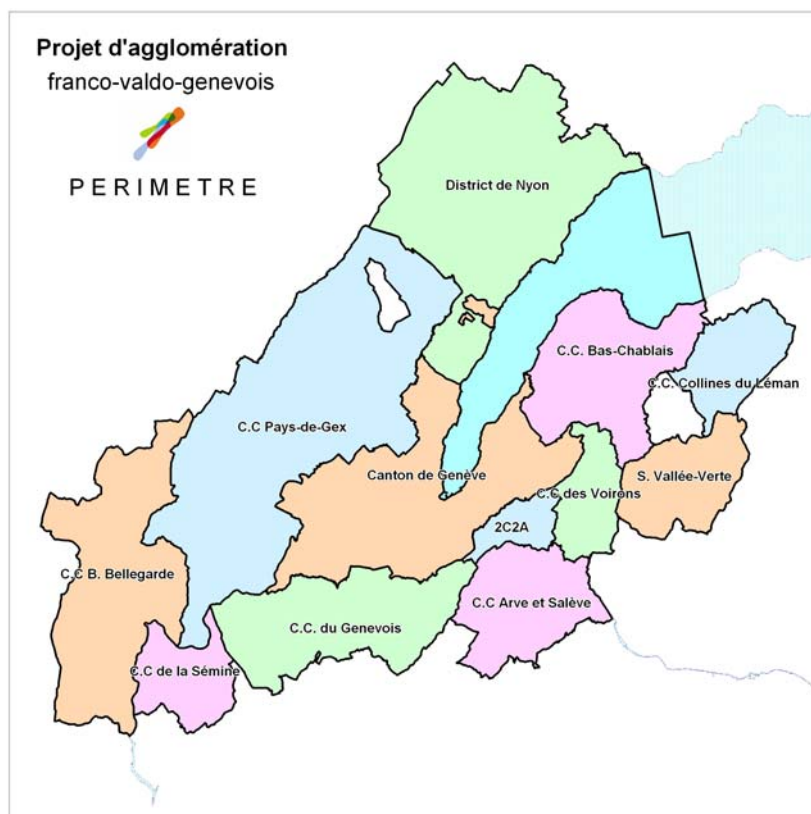 Projet d'agglomération
franco-valdo-genevois
PERIMETRE
District de Nyon
C.C. Bas-Chablais
C.C. Collines du Léman
C.C Pays-de-Gex
Canton de Genève
S. Vallée-Verte
C.C des Voirons
2C2A
C.C B. Bellegarde
C.C Arve et Salève
C.C. du Genevois
C.C de la Sémine